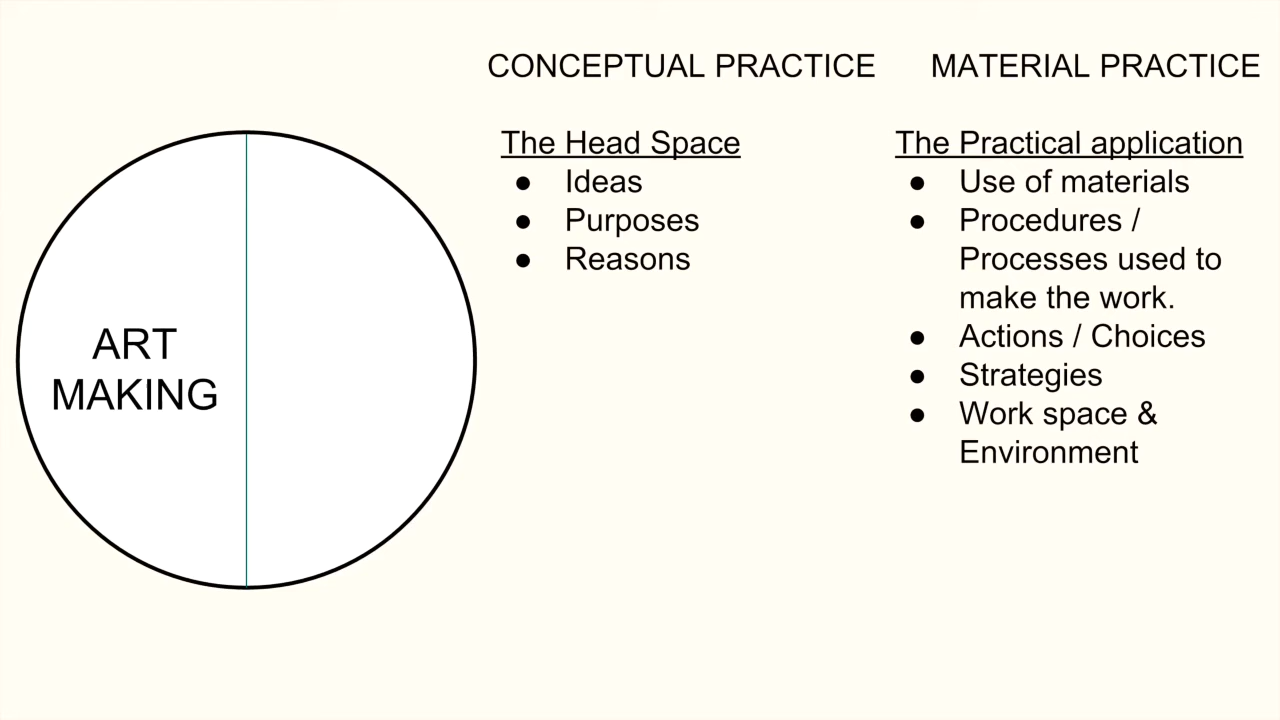 CONCEPTUAL PRACTICE
MATERIAL PRACTICE
ART
MAKING
The Head Space
● Ideas
● Purposes
● Reasons
The Practical application
● Use of materials
● Procedures /
Processes used to
make the work.
● Actions / Choices
● Strategies
● Work space &
Environment